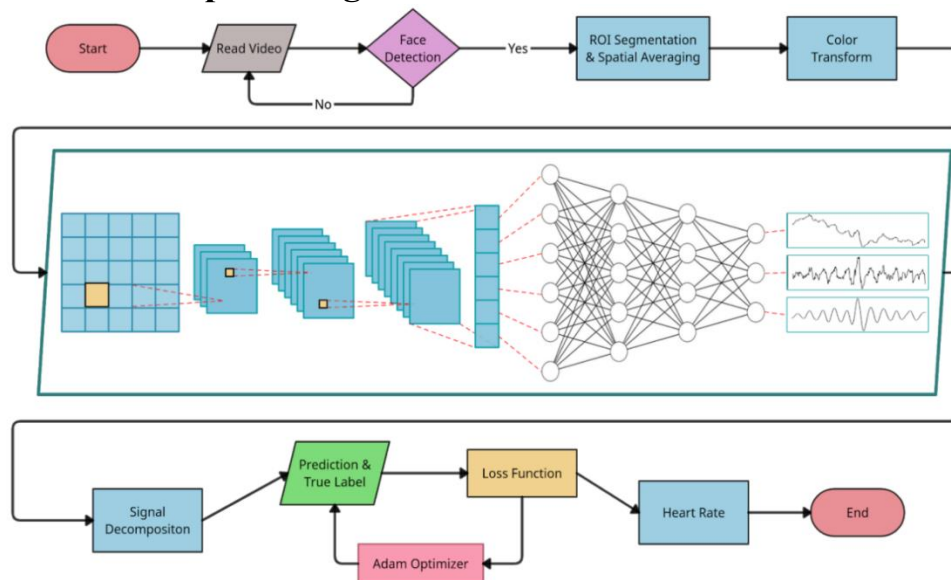 Start
Read Video
Face
Detection
Yes
ROI Segmentation
& Spatial Averaging
Color
Transform
No
Signal
Decompositon
Prediction &
True Label
Loss Function
Heart Rate
End
Adam Optimizer